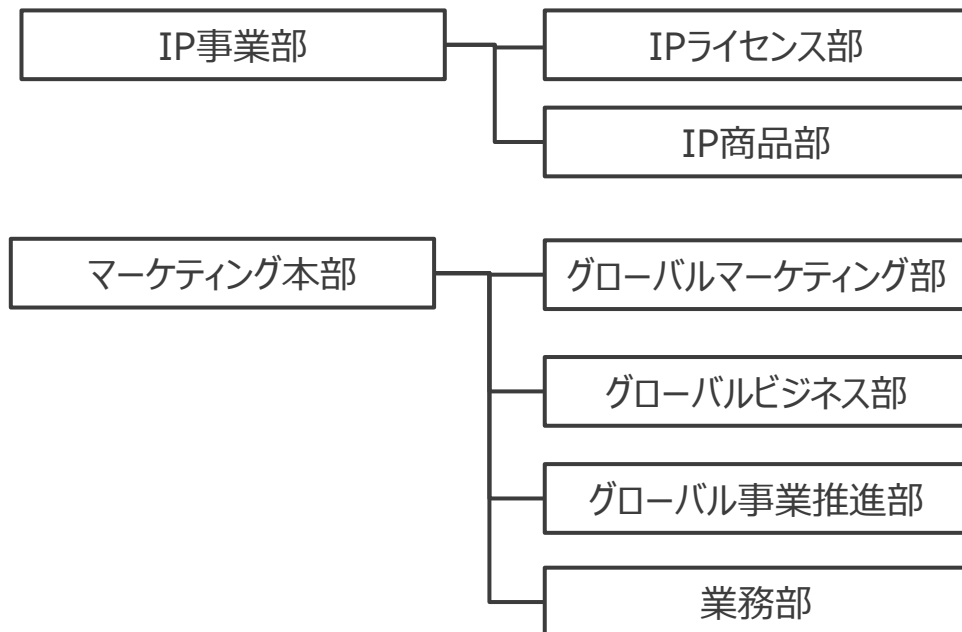 IP事業部
IPライセンス部
IP商品部
マーケティング本部
グローバルマーケティング部
グローバルビジネス部
グローバル事業推進部
業務部